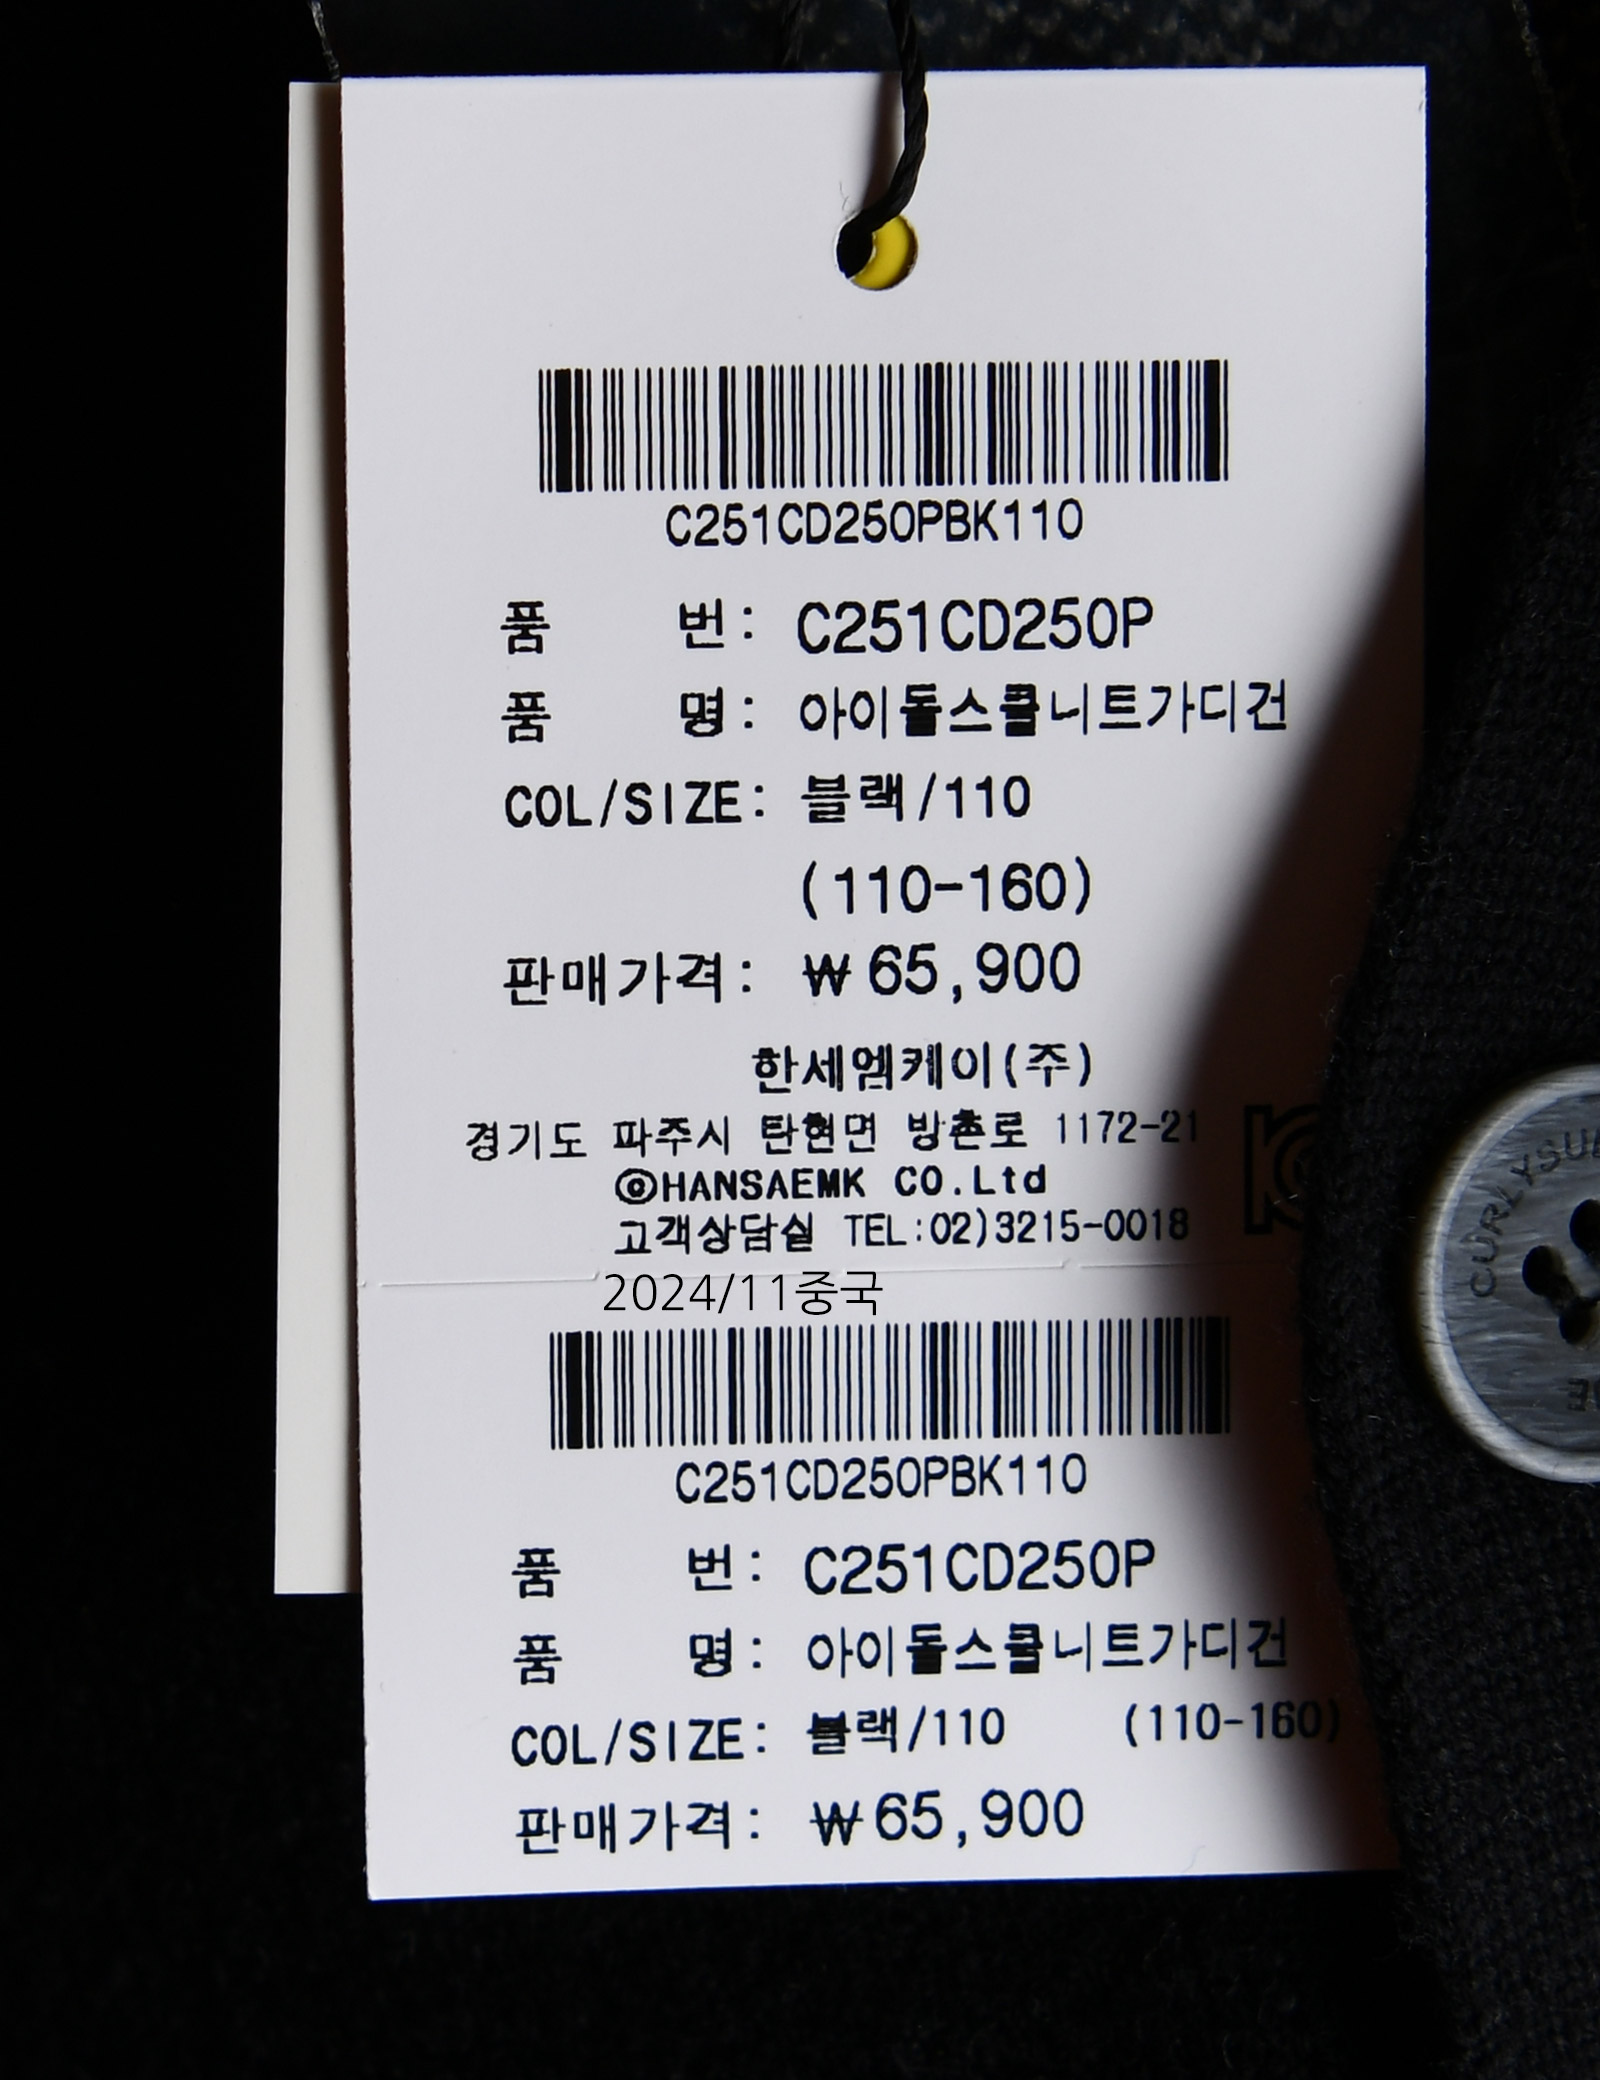 C251CD250PBK110
품 번: C251CD250P
품 명: 아이돌스쿨니트가디건
COL/SIZE: 블랙/110
(110-160)
판매가격: ₩65,900
한세엠케이(주)
경기도 파주시 탄현면 방촌로 1172-21
©HANSAEMK CO.Ltd
고객상담실 TEL:02)3215-0018
2024/11중국
C251CD250PBK110
품 번: C251CD250P
품 명: 아이돌스쿨니트가디건
COL/SIZE: 블랙/110 (110-160)
판매가격: ₩65,900